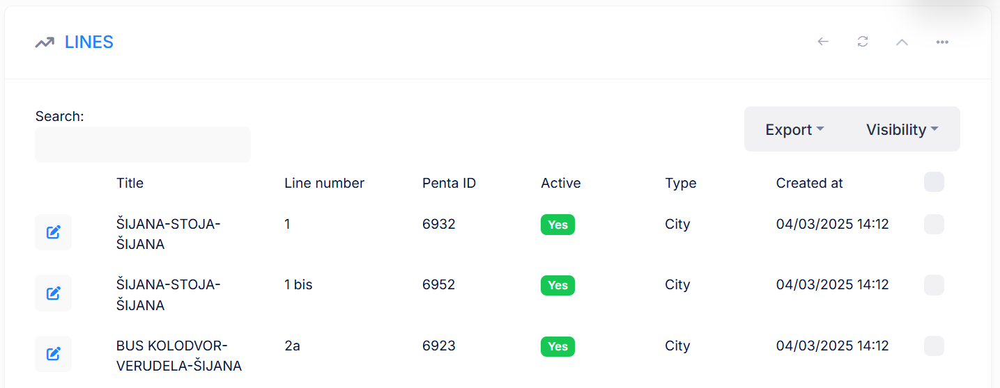 LINES
Search:
Export Visibility
Title Line number Penta ID Active Type Created at
ŠIJANA-STOJA-
ŠIJANA 1 6932 Yes City 04/03/2025 14:12
ŠIJANA-STOJA-
ŠIJANA 1 bis 6952 Yes City 04/03/2025 14:12
BUS KOLODVOR-
VERUDELA-ŠIJANA 2a 6923 Yes City 04/03/2025 14:12